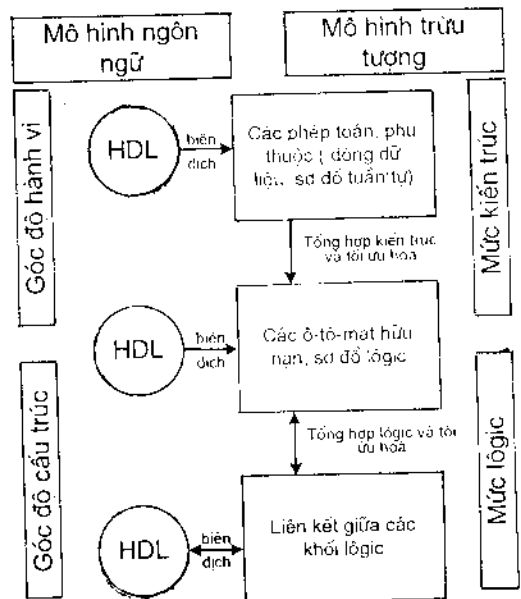 Mô hình ngôn
ngữ
Mô hình trừu
tượng
Góc độ hành vi
HDL
biên
dịch
Các phép toán, phụ
thuộc ( dòng dữ
liệu, sơ đồ tuần tự)
Mức kiến trúc
Tổng hợp kiến trúc
và tối ưu hoá
HDL
biên
dịch
Các ô-tô-mat hữu
hạn, sơ đồ lôgic
Góc độ cấu trúc
Tổng hợp lôgic và tối
ưu hoá
Mức lôgic
HDL
biên
dịch
Liên kết giữa các
khối lôgic